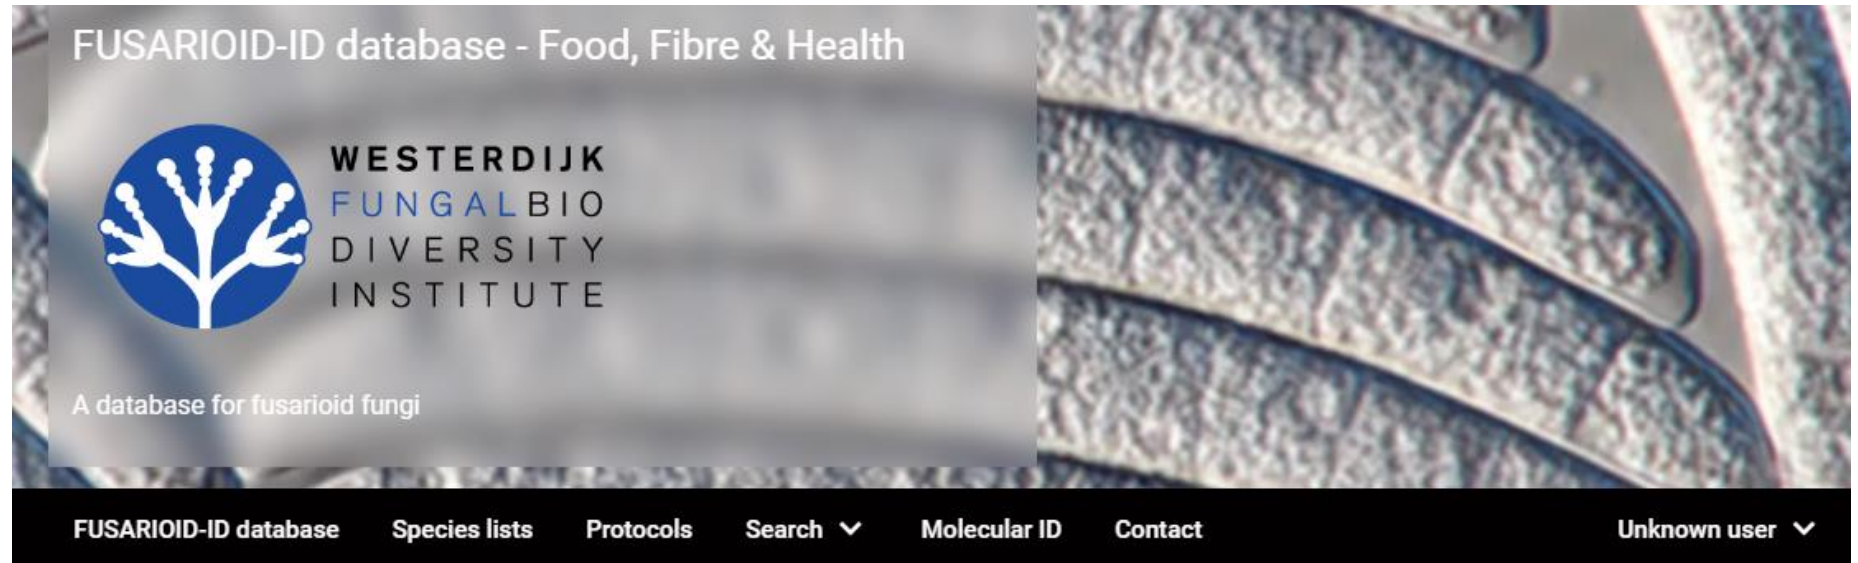 FUSARIOID-ID database - Food, Fibre & Health
WESTERDIJK
FUNGALBIO
DIVERSITY
INSTITUTE
A database for fusarioid fungi
FUSARIOID-ID database Species lists Protocols Search Molecular ID Contact Unknown user